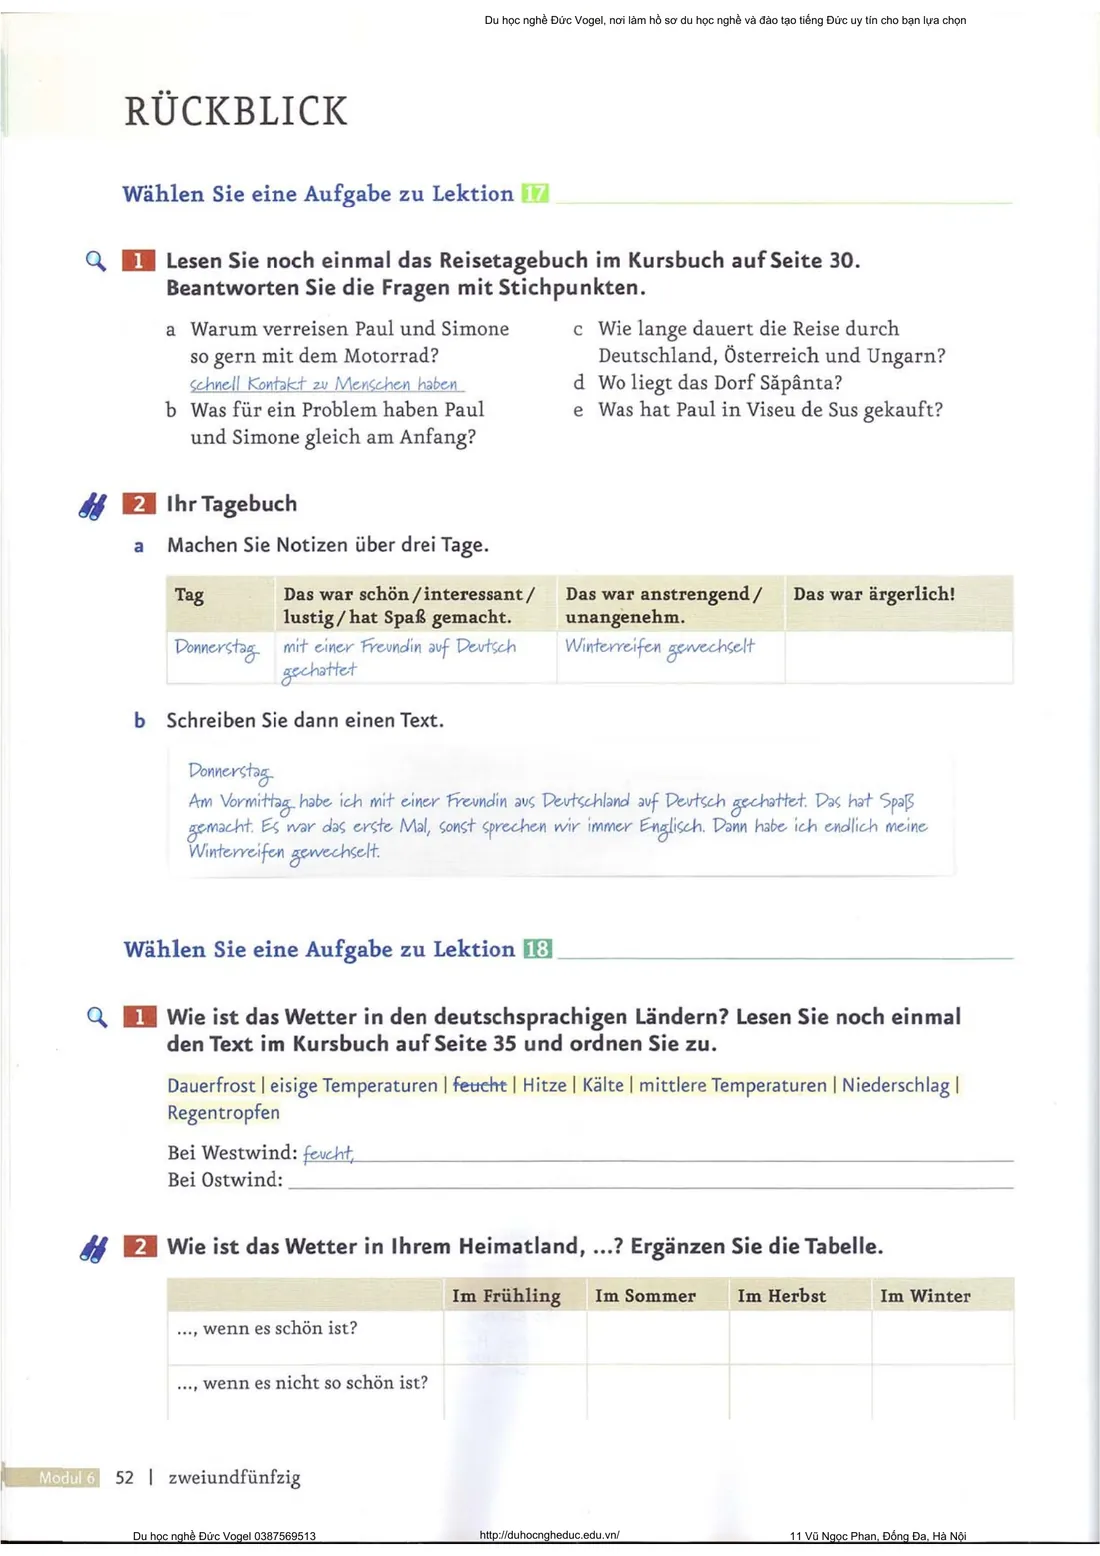 Du học nghề Đức Vogel, nơi làm hồ sơ du học nghề và đào tạo tiếng Đức uy tín cho bạn lựa chọn
RÜCKBLICK
Wählen Sie eine Aufgabe zu Lektion 17
1 Lesen Sie noch einmal das Reisetagebuch im Kursbuch auf Seite 30.
Beantworten Sie die Fragen mit Stichpunkten.
a Warum verreisen Paul und Simone
so gern mit dem Motorrad?
schnell Kontakt zu Menschen haben
b Was für ein Problem haben Paul
und Simone gleich am Anfang?
c Wie lange dauert die Reise durch
Deutschland, Österreich und Ungarn?
d Wo liegt das Dorf Săpânta?
e Was hat Paul in Viseu de Sus gekauft?
2 Ihr Tagebuch
a Machen Sie Notizen über drei Tage.
Tag
Das war schön / interessant /
lustig / hat Spaß gemacht.
Das war anstrengend /
unangenehm.
Das war ärgerlich!
Donnerstag
mit einer Freundin auf Deutsch
gechattet
Winterreifen gewechselt
b Schreiben Sie dann einen Text.
Donnerstag
Am Vormittag habe ich mit einer Freundin aus Deutschland auf Deutsch gechattet. Das hat Spaß
gemacht. Es war das erste Mal, sonst sprechen wir immer Englisch. Dann habe ich endlich meine
Winterreifen gewechselt.
Wählen Sie eine Aufgabe zu Lektion 18
1 Wie ist das Wetter in den deutschsprachigen Ländern? Lesen Sie noch einmal
den Text im Kursbuch auf Seite 35 und ordnen Sie zu.
Dauerfrost | eisige Temperaturen | feucht | Hitze | Kälte | mittlere Temperaturen | Niederschlag |
Regentropfen
Bei Westwind: feucht,
Bei Ostwind:
2 Wie ist das Wetter in Ihrem Heimatland, ...? Ergänzen Sie die Tabelle.
Im Frühling Im Sommer Im Herbst Im Winter
..., wenn es schön ist?
..., wenn es nicht so schön ist?
Modul 6 52 | zweiundfünfzig
Du học nghề Đức Vogel 0387569513 http://duhocngheduc.edu.vn/ 11 Vũ Ngọc Phan, Đống Đa, Hà Nội